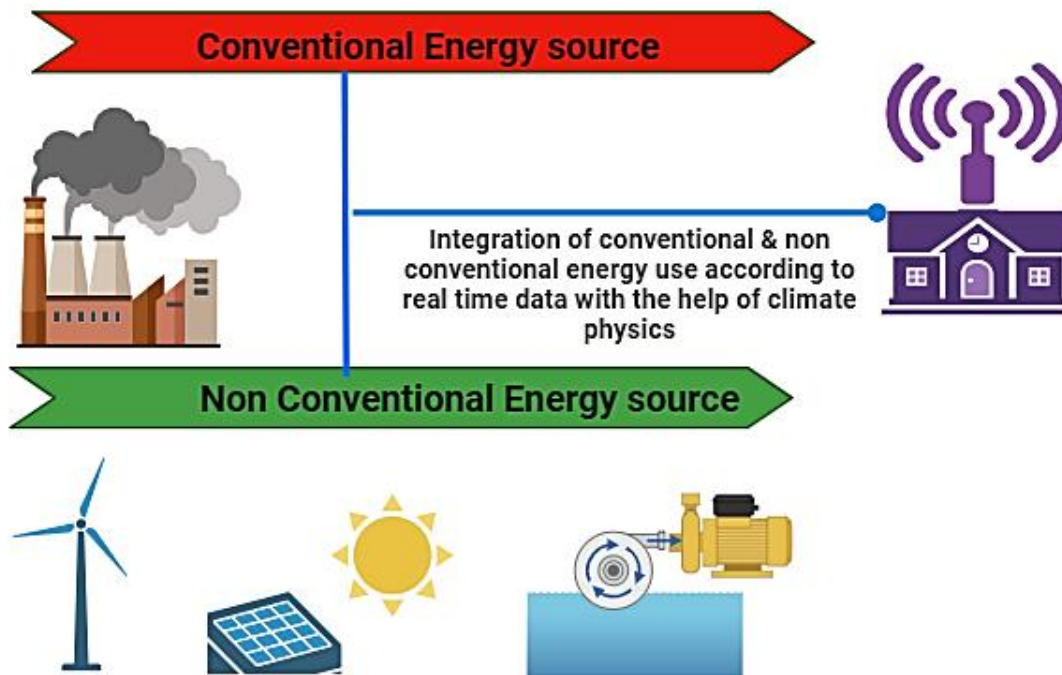 Conventional Energy source
Integration of conventional & non
conventional energy use according to
real time data with the help of climate
physics
Non Conventional Energy source